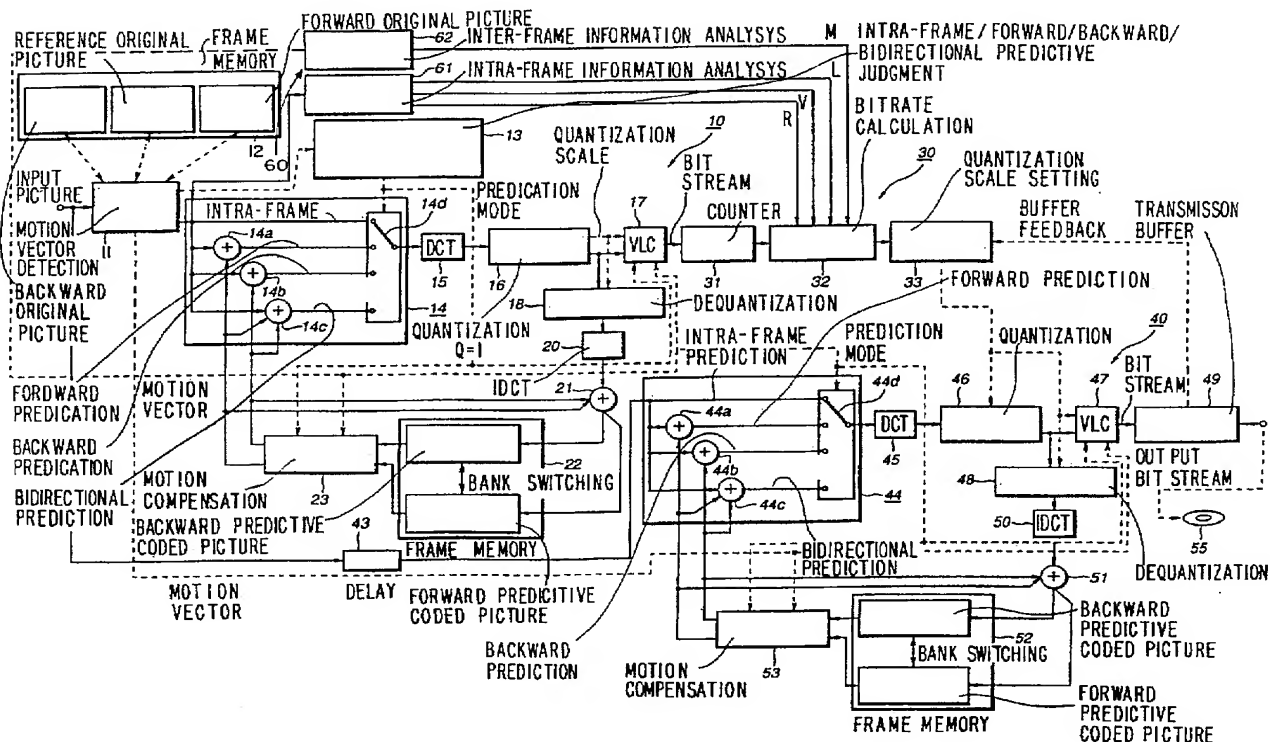 FORWARD ORIGINAL PICTURE
REFERENCE ORIGINAL PICTURE
FRAME MEMORY
62
INTER-FRAME INFORMATION ANALYSYS
61
INTRA-FRAME INFORMATION ANALYSYS
M
L
V
R
INTRA-FRAME/FORWARD/BACKWARD/
BIDIRECTIONAL PREDICTIVE
JUDGMENT
12
60
13
QUANTIZATION
SCALE
10
BIT
STREAM
BITRATE
CALCULATION
30
QUANTIZATION
SCALE SETTING
INPUT
PICTURE
MOTION
VECTOR
DETECTION
11
BACKWARD
ORIGINAL
PICTURE
INTRA-FRAME
14a
14b
14c
14d
14
PREDICATION
MODE
DCT
15
16
17
VLC
COUNTER
31
32
33
BUFFER
FEEDBACK
TRANSMISSON
BUFFER
18
DEQUANTIZATION
FORWARD PREDICTION
QUANTIZATION
Q=1
20
IDCT
21
INTRA-FRAME
PREDICTION
PREDICTION
MODE
QUANTIZATION
40
BIT
STREAM
FORDWARD
PREDICATION
BACKWARD
PREDICATION
BIDIRECTIONAL
PREDICTION
MOTION
VECTOR
MOTION
COMPENSATION
23
22
BANK SWITCHING
BACKWARD PREDICTIVE
CODED PICTURE
FRAME MEMORY
43
DELAY
FORWARD PREDICITIVE
CODED PICTURE
MOTION
VECTOR
44a
44b
44c
44d
44
DCT
45
46
47
VLC
49
OUTPUT
BIT STREAM
48
50
IDCT
55
51
DEQUANTIZATION
BIDIRECTIONAL
PREDICTION
BACKWARD
PREDICTION
MOTION
COMPENSATION
53
52
BANK SWITCHING
BACKWARD
PREDICTIVE
CODED PICTURE
FORWARD
PREDICTIVE
CODED PICTURE
FRAME MEMORY